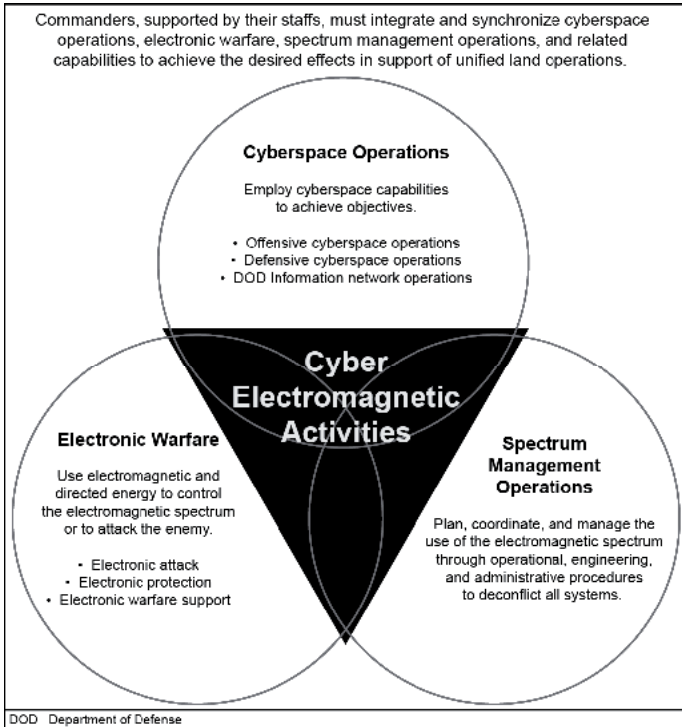 Commanders, supported by their staffs, must integrate and synchronize cyberspace
operations, electronic warfare, spectrum management operations, and related
capabilities to achieve the desired effects in support of unified land operations.
Cyberspace Operations
Employ cyberspace capabilities
to achieve objectives.
• Offensive cyberspace operations
• Defensive cyberspace operations
• DOD Information network operations
Cyber
Electromagnetic
Activities
Electronic Warfare
Use electromagnetic and
directed energy to control
the electromagnetic spectrum
or to attack the enemy.
• Electronic attack
• Electronic protection
• Electronic warfare support
Spectrum
Management
Operations
Plan, coordinate, and manage the
use of the electromagnetic spectrum
through operational, engineering,
and administrative procedures
to deconflict all systems.
DOD Department of Defense